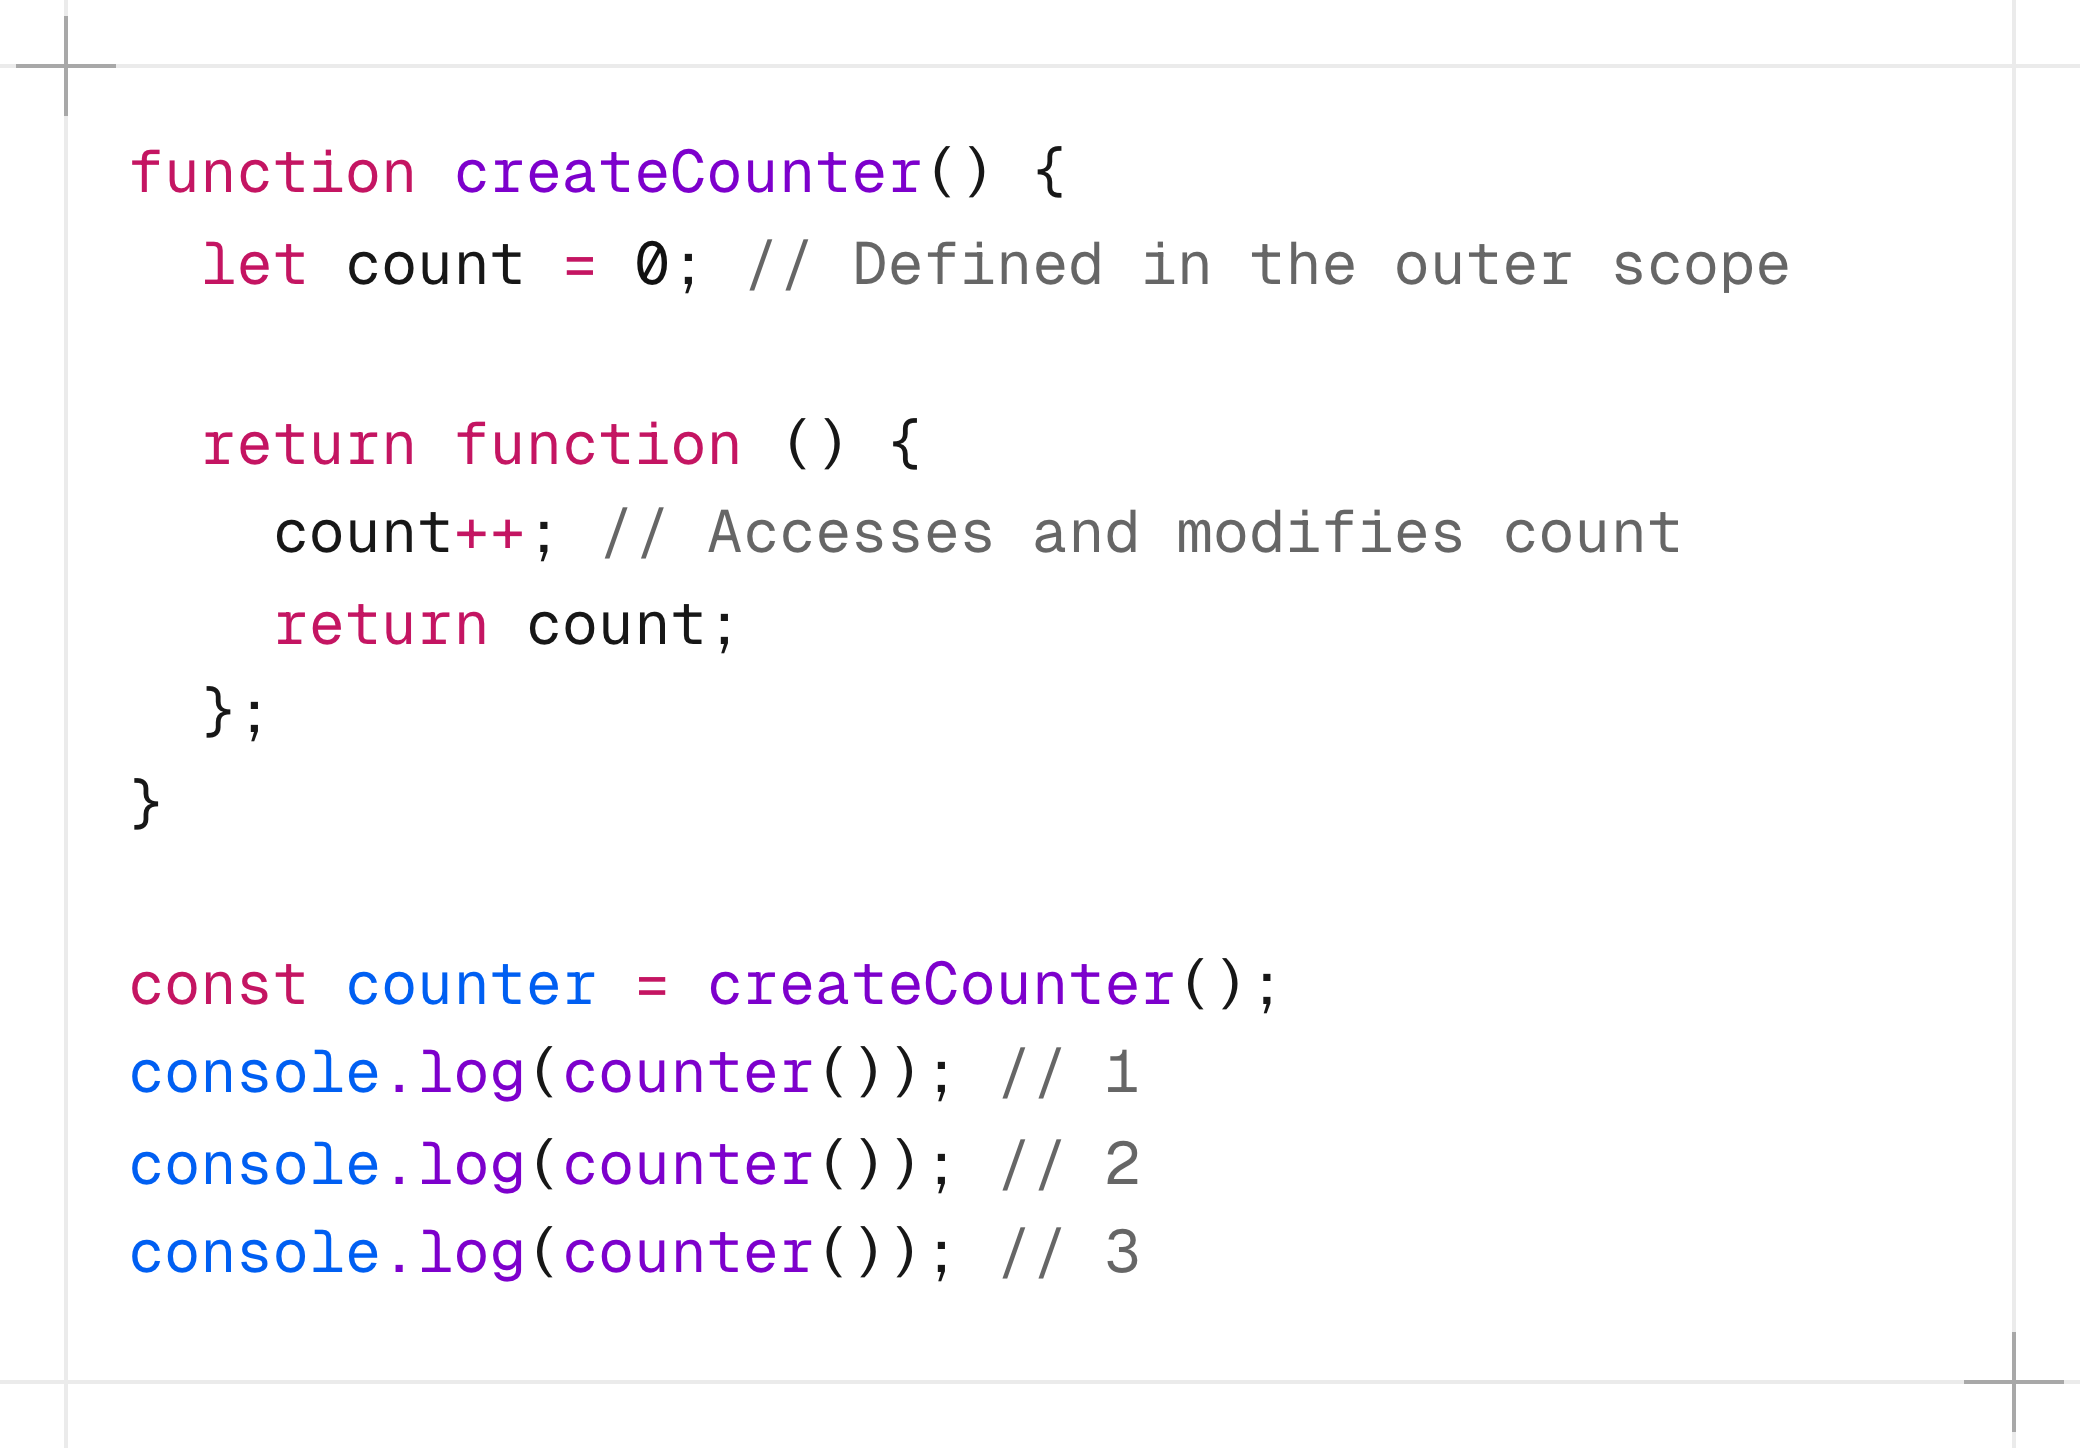 function createCounter() {
  let count = 0; // Defined in the outer scope

  return function () {
    count++; // Accesses and modifies count
    return count;
  };
}

const counter = createCounter();
console.log(counter()); // 1
console.log(counter()); // 2
console.log(counter()); // 3